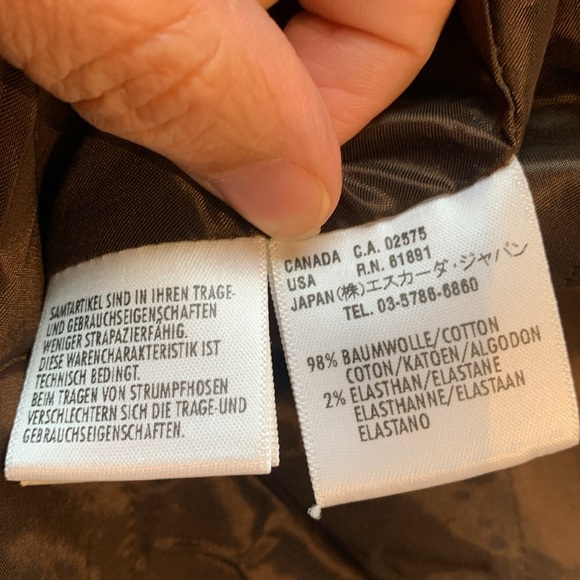 SAMTARTIKEL SIND IN IHREN TRAGE-
UND GEBRAUCHSEIGENSCHAFTEN
WENIGER STRAPAZIERFÄHIG.
DIESE WARENCHARAKTERISTIK IST
TECHNISCH BEDINGT.
BEIM TRAGEN VON STRUMPFHOSEN
VERSCHLECHTERN SICH DIE TRAGE-UND
GEBRAUCHSEIGENSCHAFTEN.
CANADA C.A. 02575
USA R.N. 61891
JAPAN(株)エスカーダ・ジャパン
TEL. 03-5786-6860
98% BAUMWOLLE/COTTON
COTON/KATOEN/ALGODON
2% ELASTHAN/ELASTANE
ELASTHANNE/ELASTAAN
ELASTANO